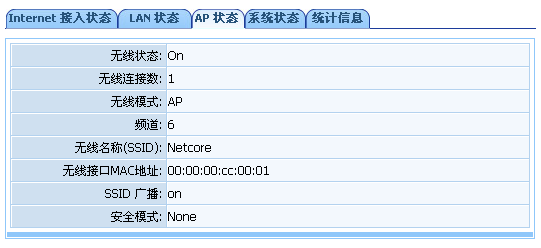 Internet 接入状态 LAN 状态 AP 状态 系统状态 统计信息
无线状态: On
无线连接数: 1
无线模式: AP
频道: 6
无线名称(SSID): Netcore
无线接口MAC地址: 00:00:00:cc:00:01
SSID 广播: on
安全模式: None